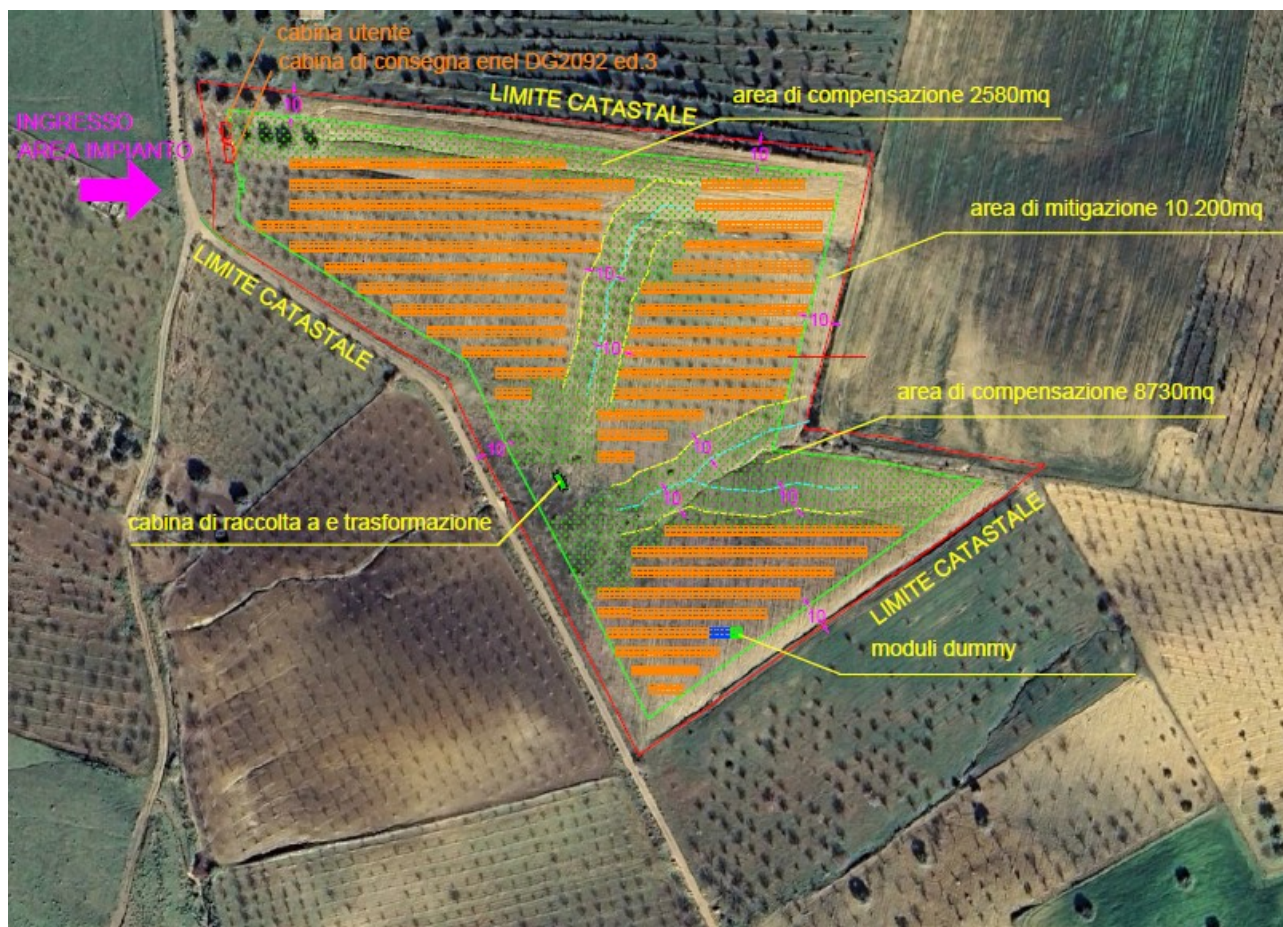 cabina utente
cabina di consegna enel DG2092 ed.3
LIMITE CATASTALE
area di compensazione 2580mq
INGRESSO
AREA IMPIANTO
10
10
area di mitigazione 10.200mq
LIMITE CATASTALE
10
10
10
area di compensazione 8730mq
10
10
10
10
cabina di raccolta a e trasformazione
LIMITE CATASTALE
10
moduli dummy